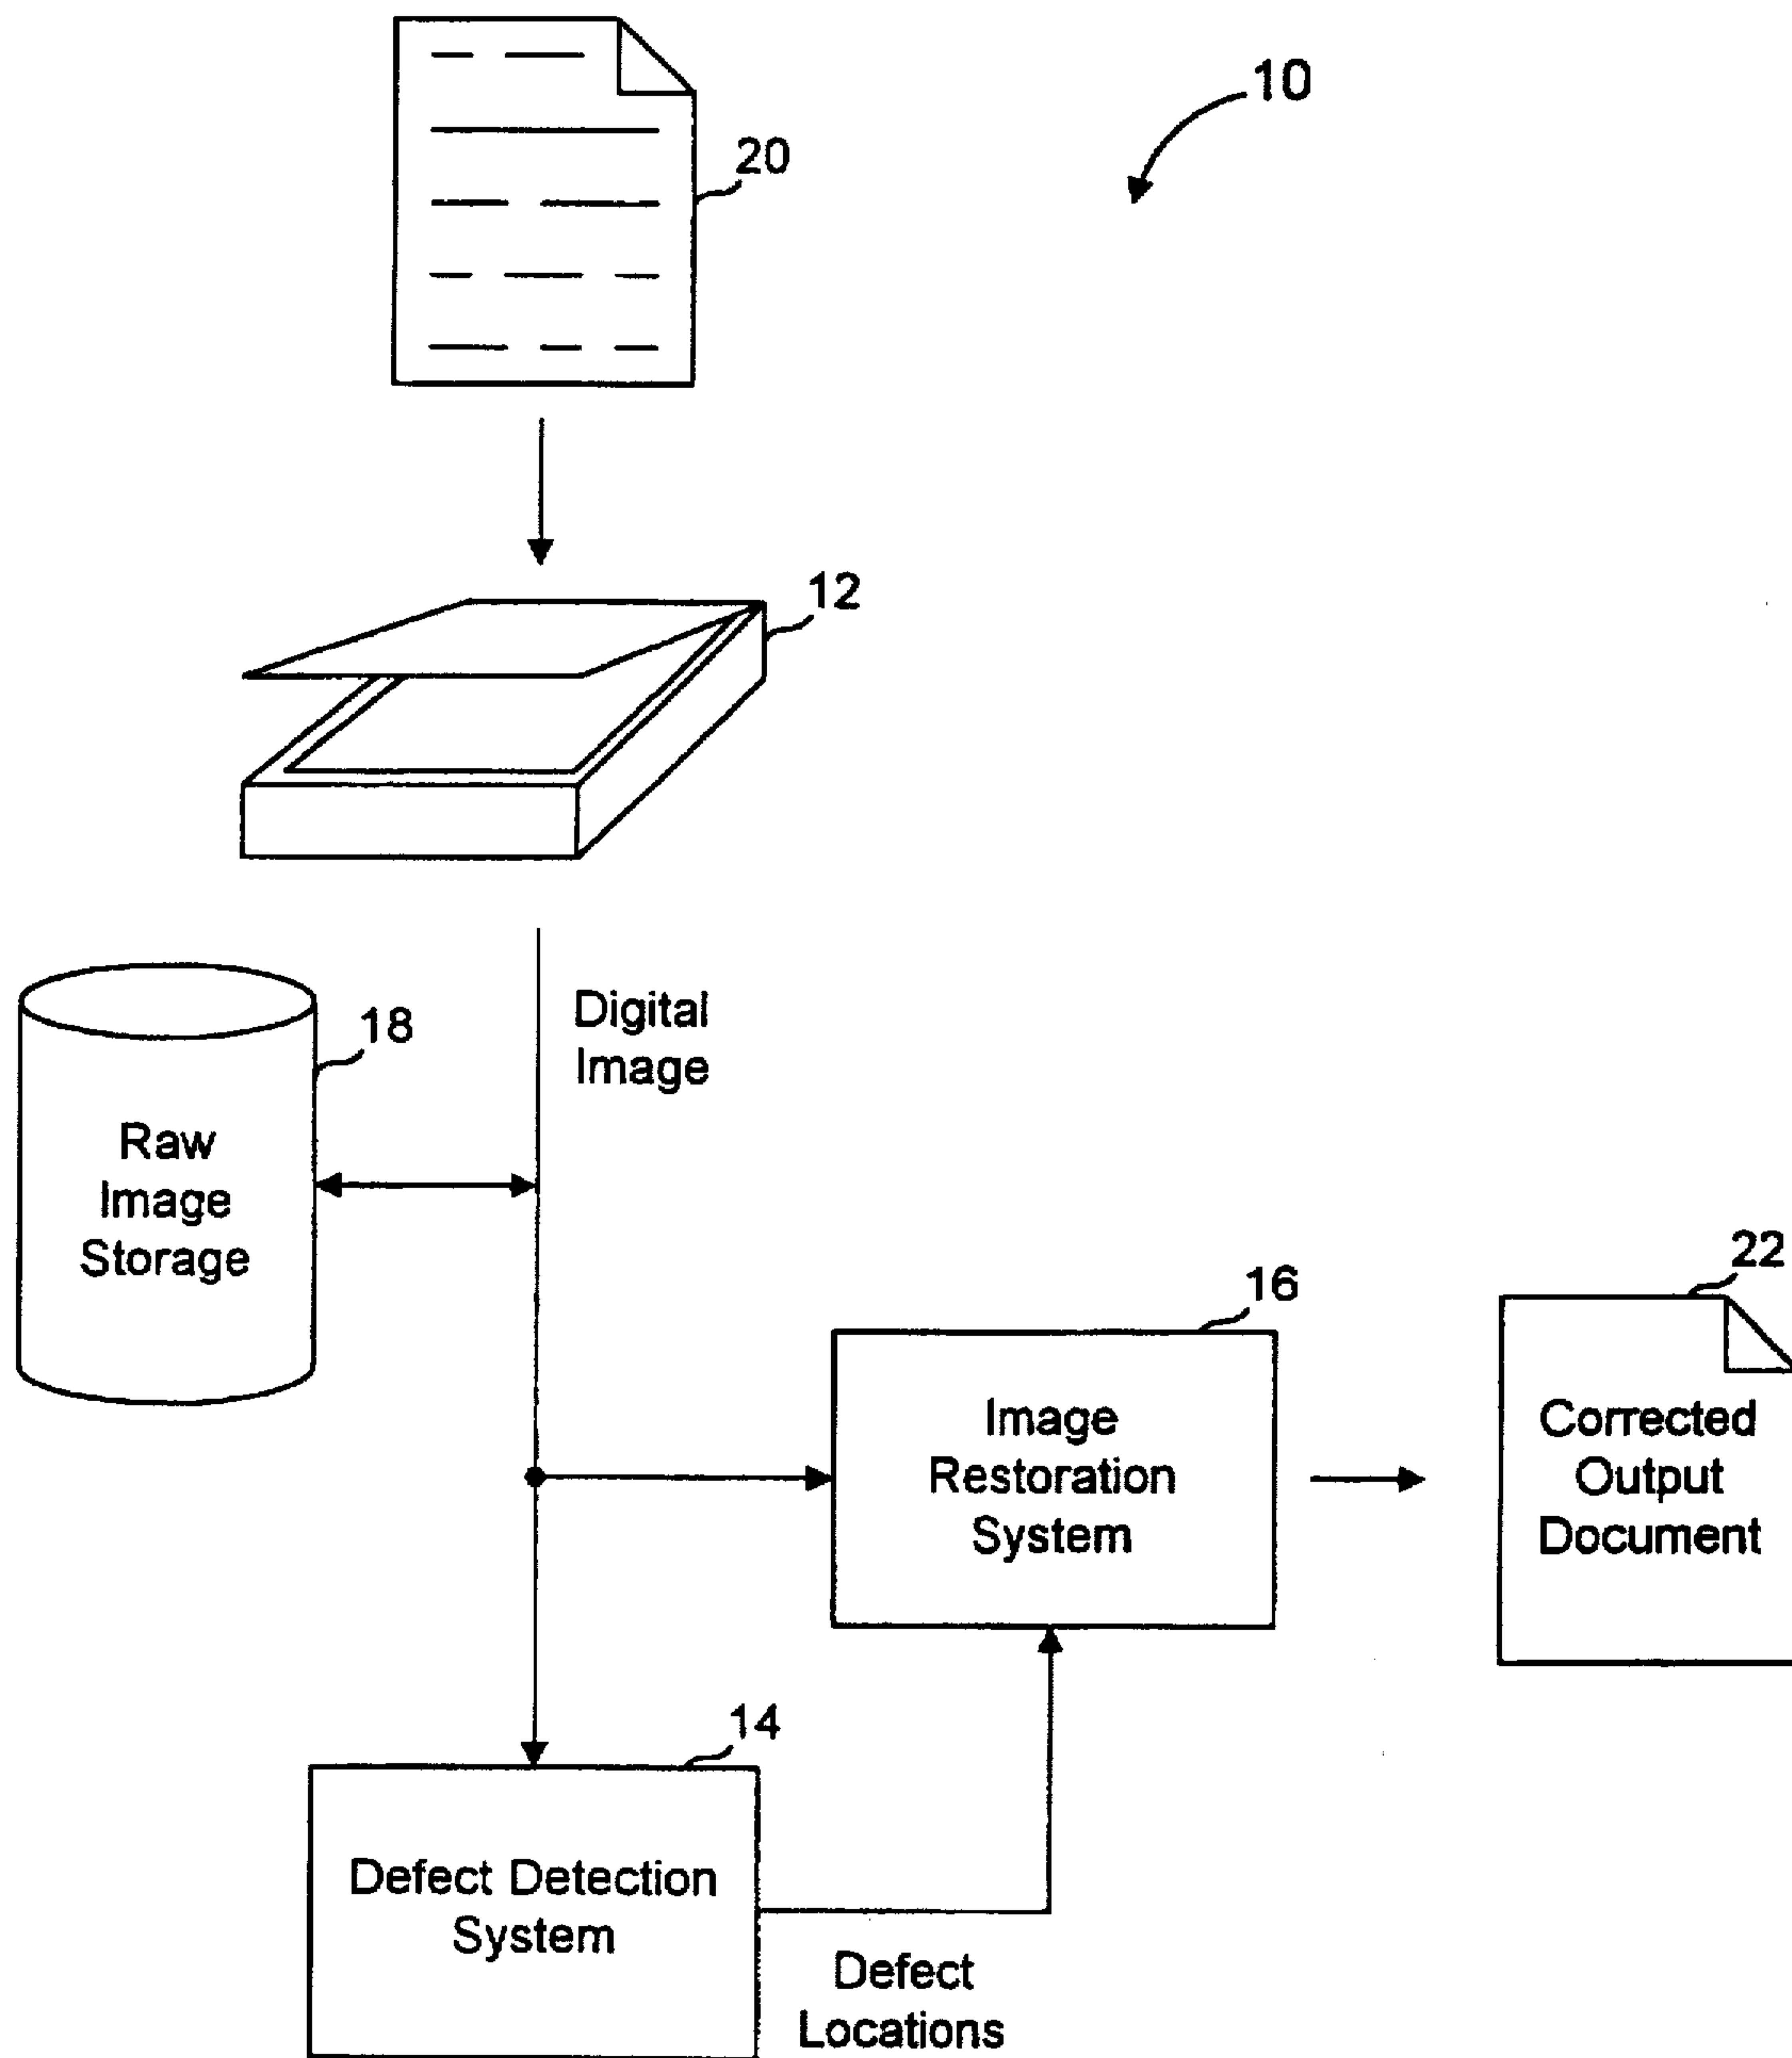 10
20
12
Digital
Image
18
Raw
Image
Storage
22
16
Image
Restoration
System
Corrected
Output
Document
14
Defect Detection
System
Defect
Locations